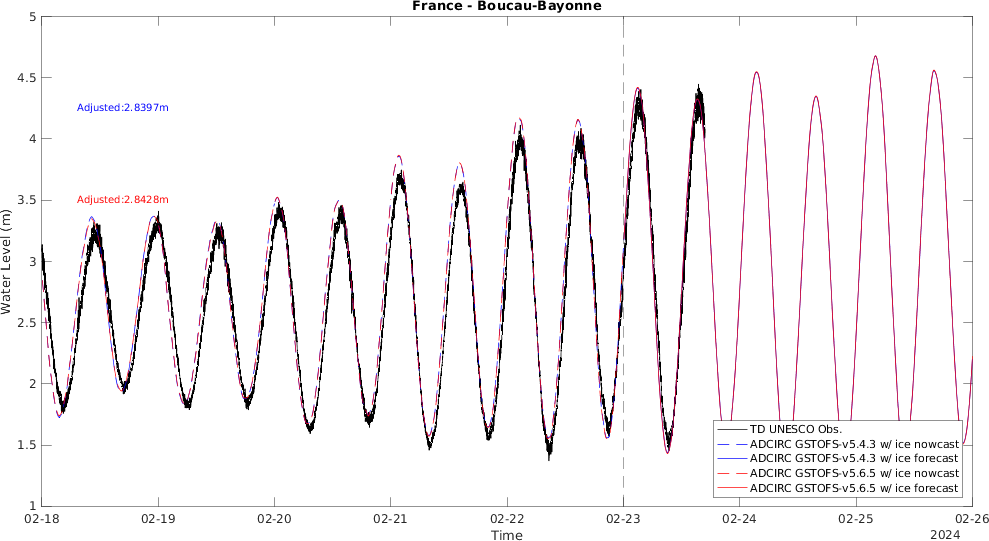 France - Boucau-Bayonne
5
4.5
4
3.5
3
2.5
2
1.5
1
Water Level (m)
Adjusted:2.8397m
Adjusted:2.8428m
TD UNESCO Obs.
ADCIRC GSTOFS-v5.4.3 w/ ice nowcast
ADCIRC GSTOFS-v5.4.3 w/ ice forecast
ADCIRC GSTOFS-v5.6.5 w/ ice nowcast
ADCIRC GSTOFS-v5.6.5 w/ ice forecast
02-18 02-19 02-20 02-21 02-22 02-23 02-24 02-25 02-26
Time
2024